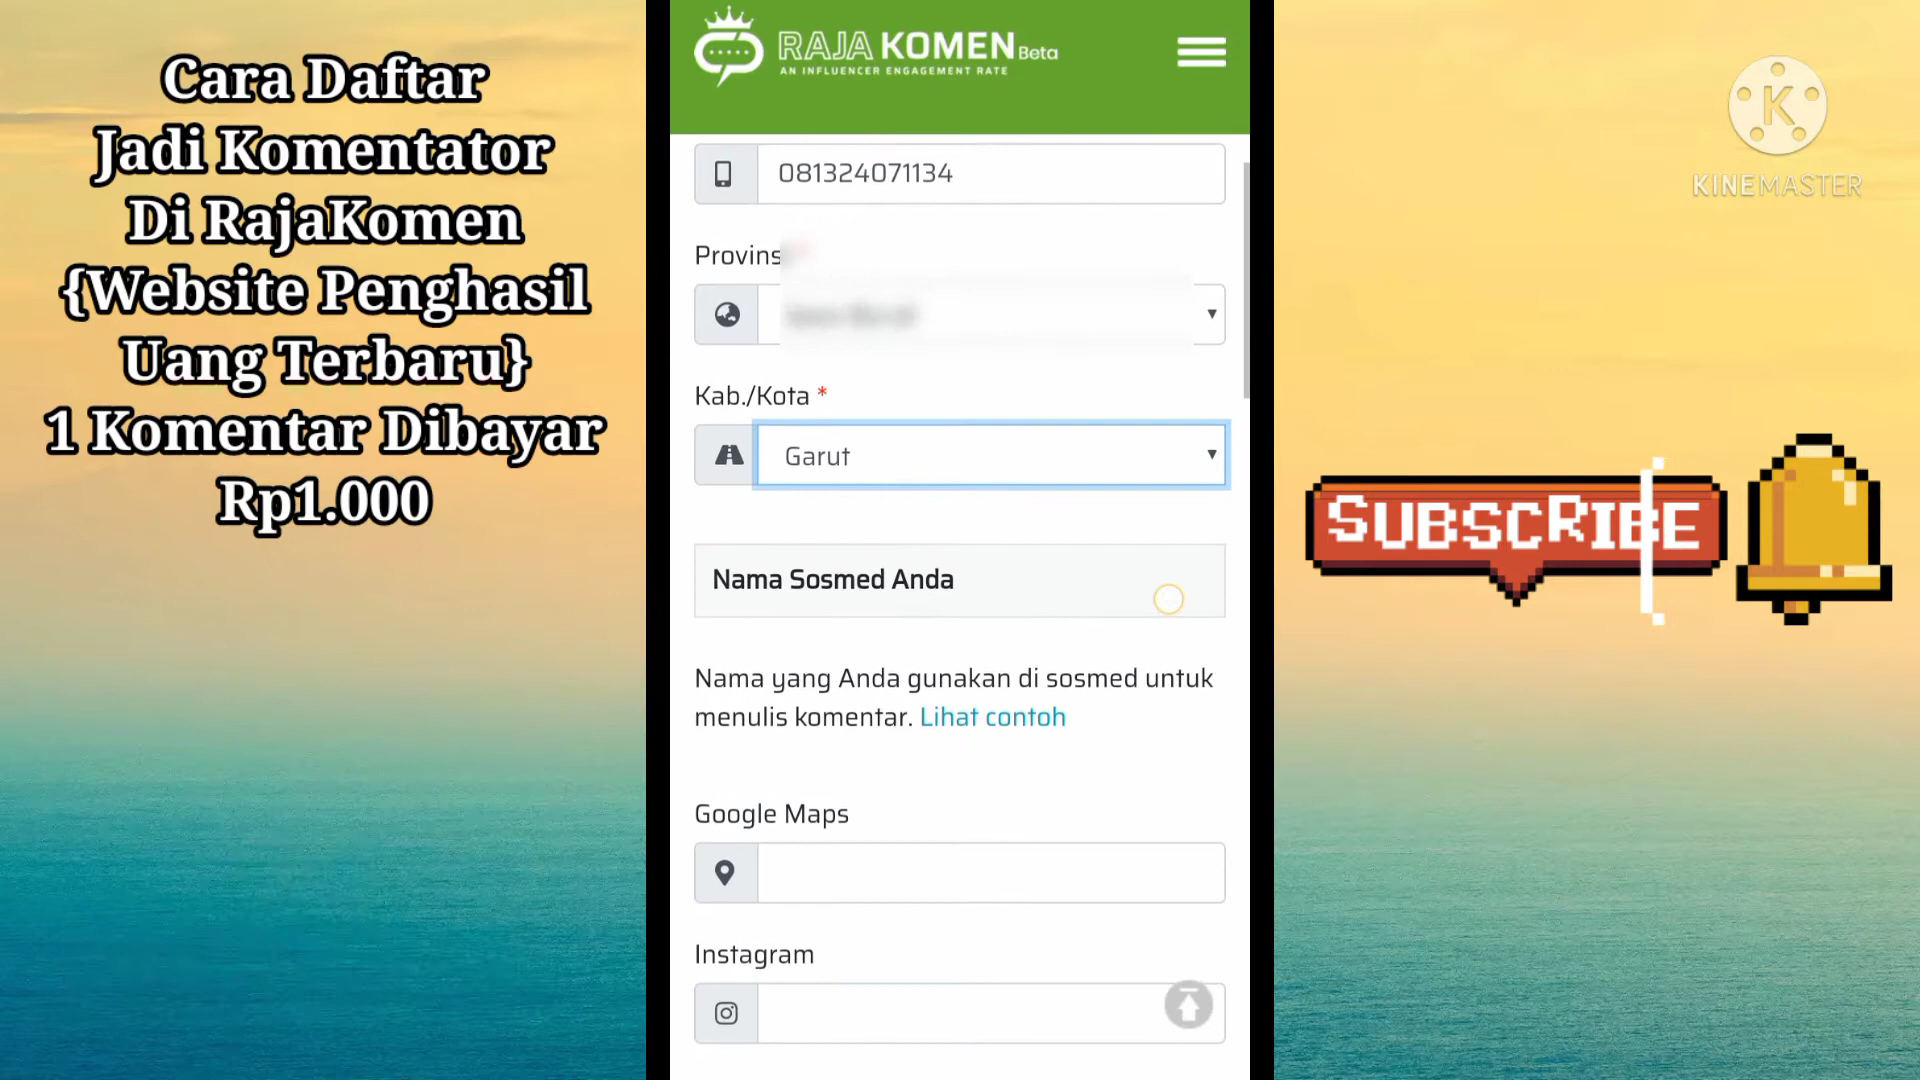 Cara Daftar
Jadi Komentator
Di RajaKomen
{Website Penghasil
Uang Terbaru}
1 Komentar Dibayar
Rp1.000
RAJA KOMEN Beta
AN INFLUENCER ENGAGEMENT RATE
081324071134
Provins
Kab./Kota *
Garut
Nama Sosmed Anda
Nama yang Anda gunakan di sosmed untuk
menulis komentar. Lihat contoh
Google Maps
Instagram
K
KINEMASTER
SUBSCRIBE